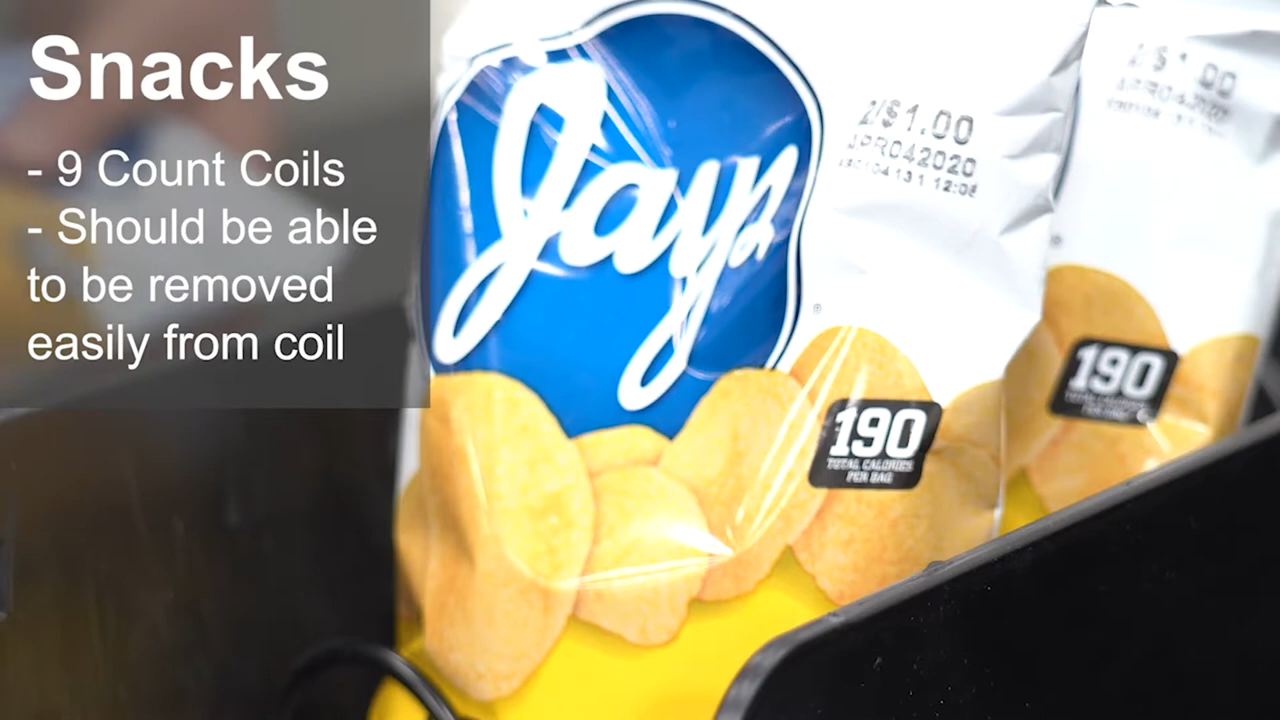 Snacks
- 9 Count Coils
- Should be able
to be removed
easily from coil
Jays
2/$1.00
APR042020
190
TOTAL CALORIES
PER BAG
190